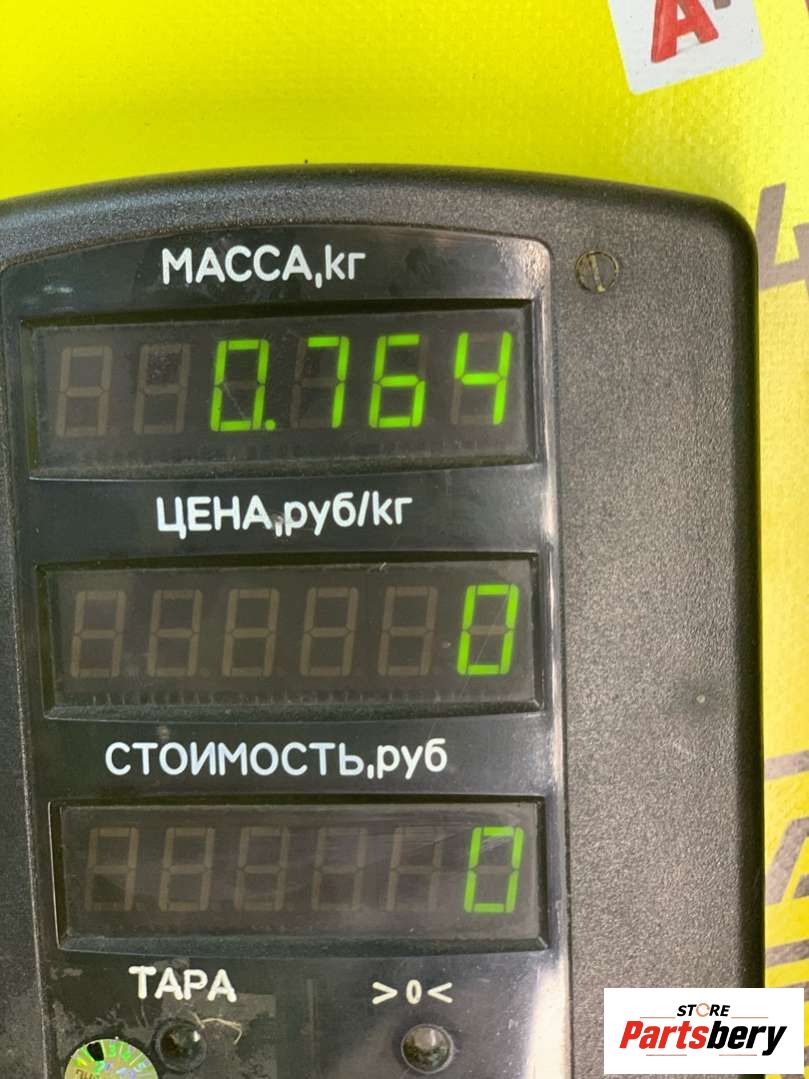 МАССА,кг
0.764
ЦЕНА,руб/кг
0
СТОИМОСТЬ,руб
0
ТАРА
>0<
STORE
Partsbery